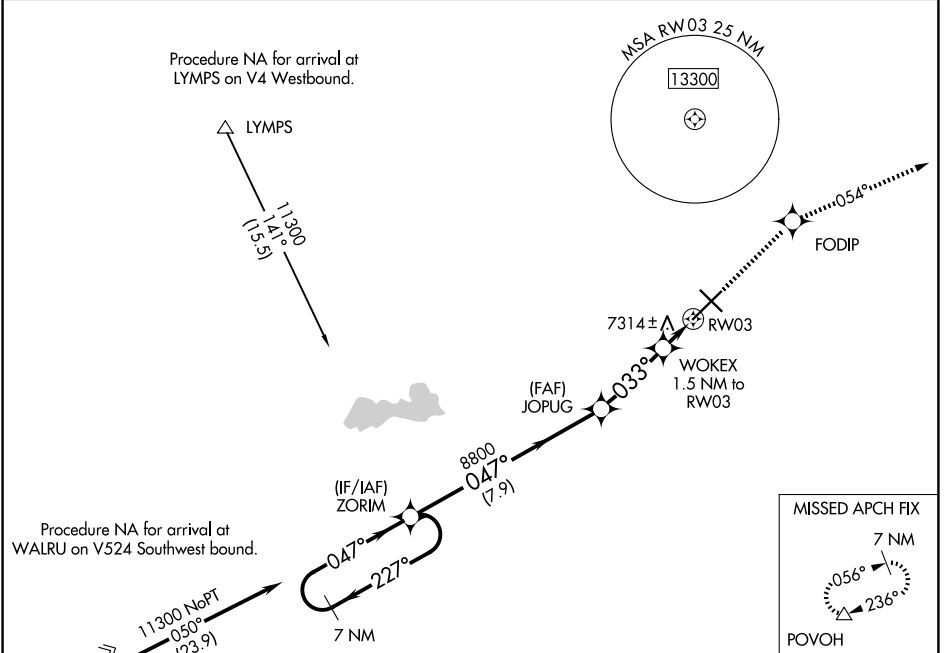 Procedure NA for arrival at
LYMPS on V4 Westbound.
LYMPS
11300
141°
(15.5)
MSA RW03 25 NM
13300
054°
FODIP
7314±
RW03
WOKEX
1.5 NM to
RW03
033°
(FAF)
JOPUG
8800
047°
(7.9)
(IF/IAF)
ZORIM
047°
227°
7 NM
Procedure NA for arrival at
WALRU on V524 Southwest bound.
11300 NoPT
050°
(23.9)
MISSED APCH FIX
7 NM
056°
236°
POVOH